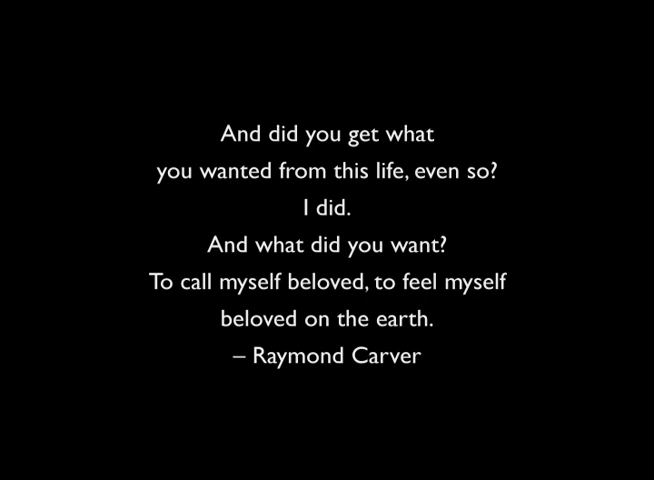 And did you get what
you wanted from this life, even so?
I did.
And what did you want?
To call myself beloved, to feel myself
beloved on the earth.
– Raymond Carver